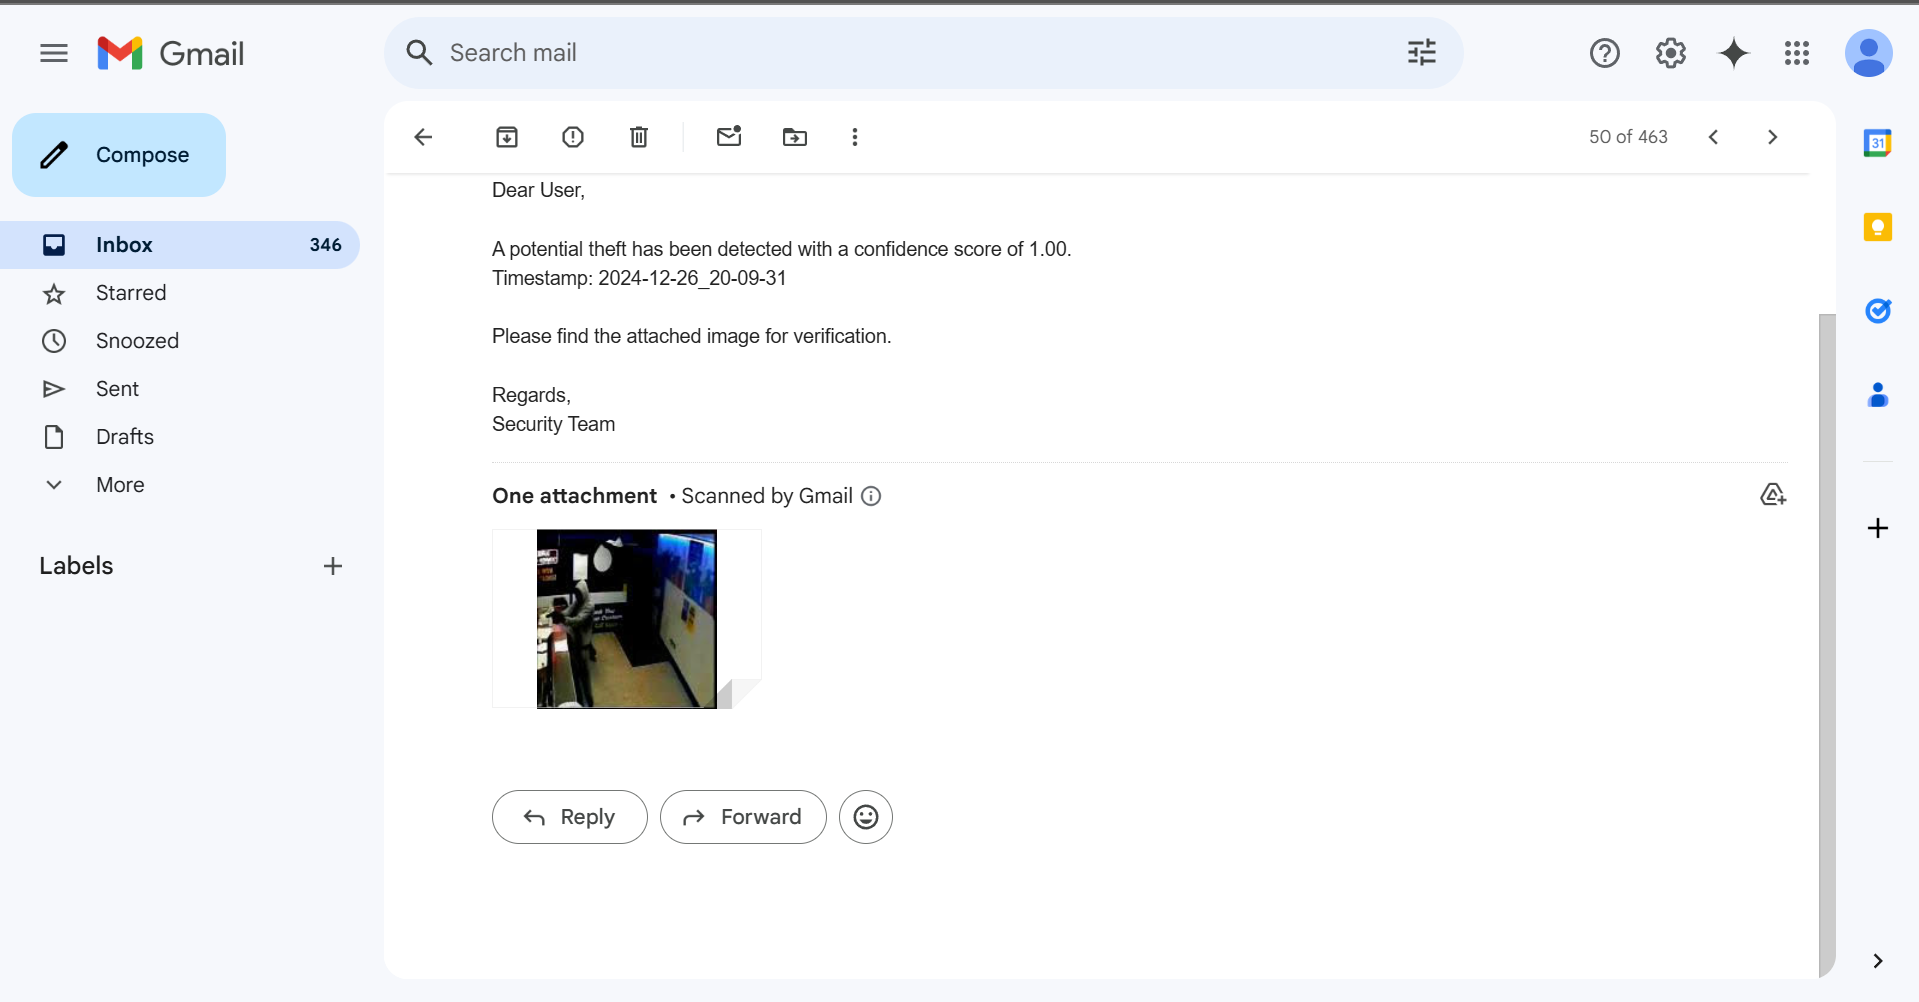 Gmail
Search mail
Compose
50 of 463
31
Inbox 346
Starred
Snoozed
Sent
Drafts
More
Labels
Dear User,
A potential theft has been detected with a confidence score of 1.00.
Timestamp: 2024-12-26_20-09-31
Please find the attached image for verification.
Regards,
Security Team
One attachment • Scanned by Gmail
Reply
Forward